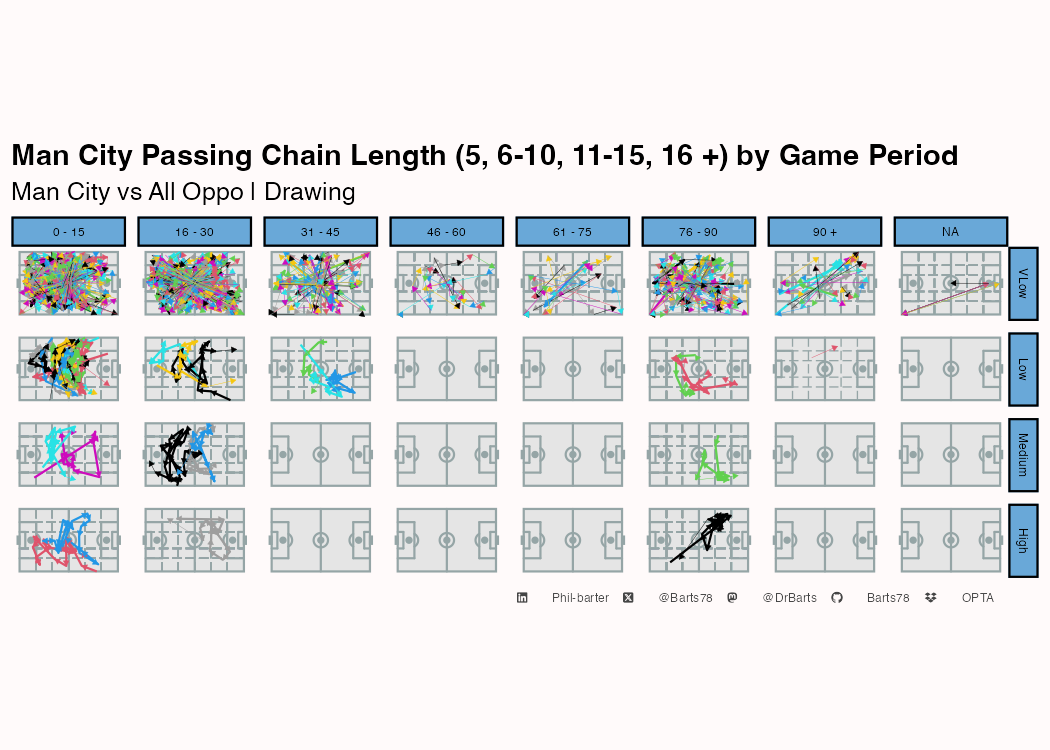 Man City Passing Chain Length (5, 6-10, 11-15, 16 +) by Game Period
Man City vs All Oppo | Drawing
0 - 15 16 - 30 31 - 45 46 - 60 61 - 75 76 - 90 90 + NA
V.Low
Low
Medium
High
Phil-barter @Barts78 @DrBarts Barts78 OPTA